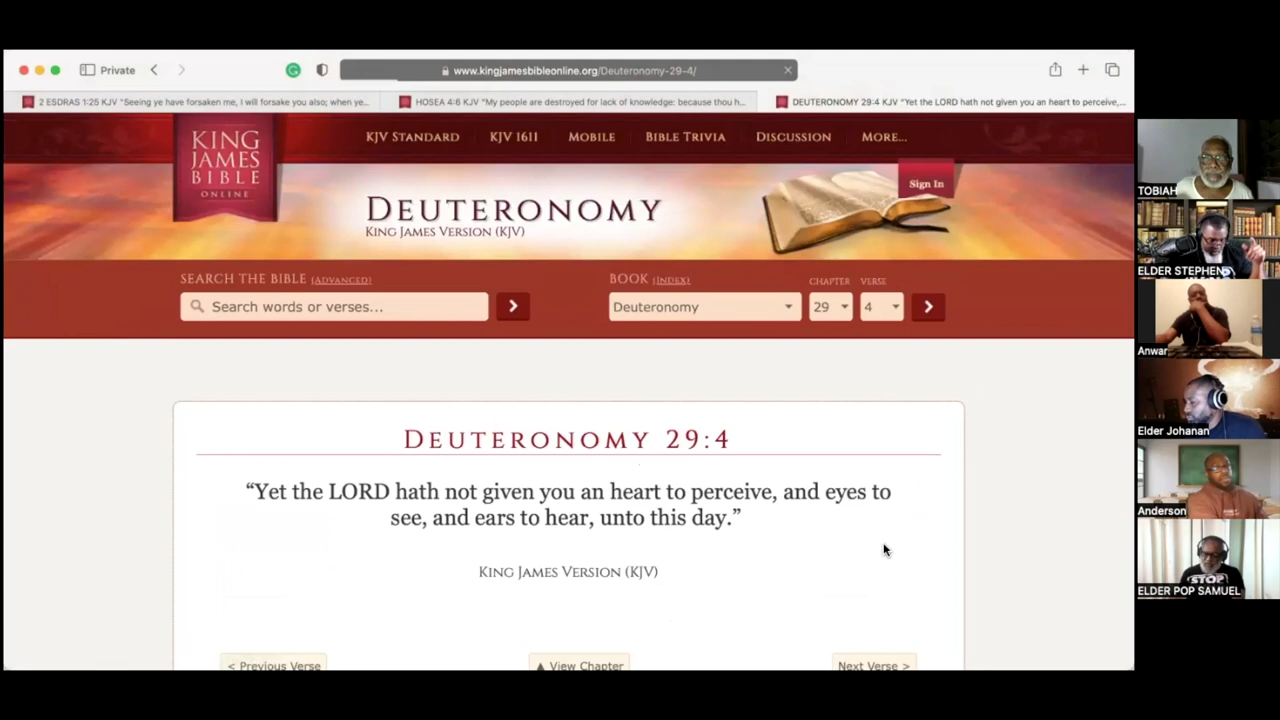 Private
www.kingjamesbibleonline.org/Deuteronomy-29-4/
2 ESDRAS 1:25 KJV "Seeing ye have forsaken me, I will forsake you also; when ye...
HOSEA 4:6 KJV "My people are destroyed for lack of knowledge: because thou h...
DEUTERONOMY 29:4 KJV "Yet the LORD hath not given you an heart to perceive,...
KING
JAMES
BIBLE
ONLINE
KJV STANDARD
KJV 1611
MOBILE
BIBLE TRIVIA
DISCUSSION
MORE...
Sign In
DEUTERONOMY
KING JAMES VERSION (KJV)
SEARCH THE BIBLE (ADVANCED)
BOOK (INDEX)
CHAPTER
VERSE
Search words or verses...
Deuteronomy
29
4
DEUTERONOMY 29:4
“Yet the LORD hath not given you an heart to perceive, and eyes to
see, and ears to hear, unto this day.”
KING JAMES VERSION (KJV)
< Previous Verse
▲ View Chapter
Next Verse >
TOBIAH
ELDER STEPHEN
Anwar
Elder Johanan
Anderson
STOP
ELDER POP SAMUEL